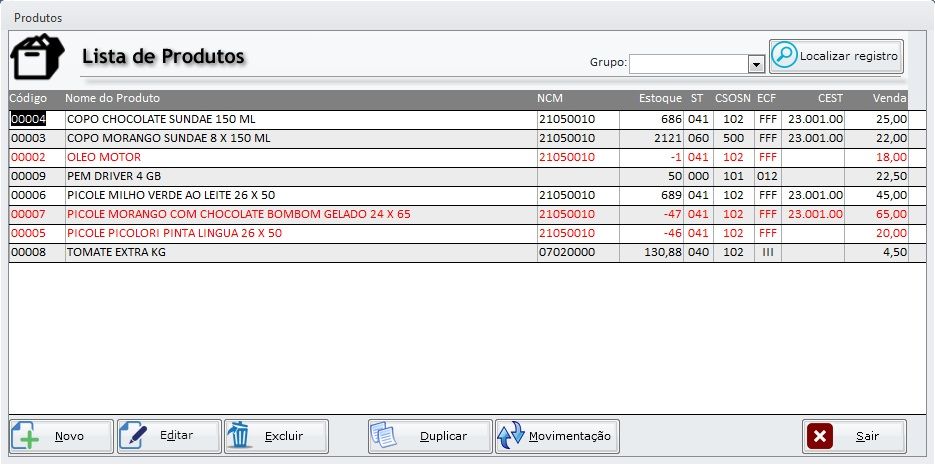 Produtos
Lista de Produtos
Grupo:
Localizar registro
Código Nome do Produto NCM Estoque ST CSOSN ECF CEST Venda
00004 COPO CHOCOLATE SUNDAE 150 ML 21050010 686 041 102 FFF 23.001.00 25,00
00003 COPO MORANGO SUNDAE 8 X 150 ML 21050010 2121 060 500 FFF 23.001.00 22,00
00002 OLEO MOTOR 21050010 -1 041 102 FFF 18,00
00009 PEM DRIVER 4 GB 50 000 101 012 22,50
00006 PICOLE MILHO VERDE AO LEITE 26 X 50 21050010 689 041 102 FFF 23.001.00 45,00
00007 PICOLE MORANGO COM CHOCOLATE BOMBOM GELADO 24 X 65 21050010 -47 041 102 FFF 23.001.00 65,00
00005 PICOLE PICOLORI PINTA LINGUA 26 X 50 21050010 -46 041 102 FFF 20,00
00008 TOMATE EXTRA KG 07020000 130,88 040 102 III 4,50
Novo Editar Excluir Duplicar Movimentação Sair